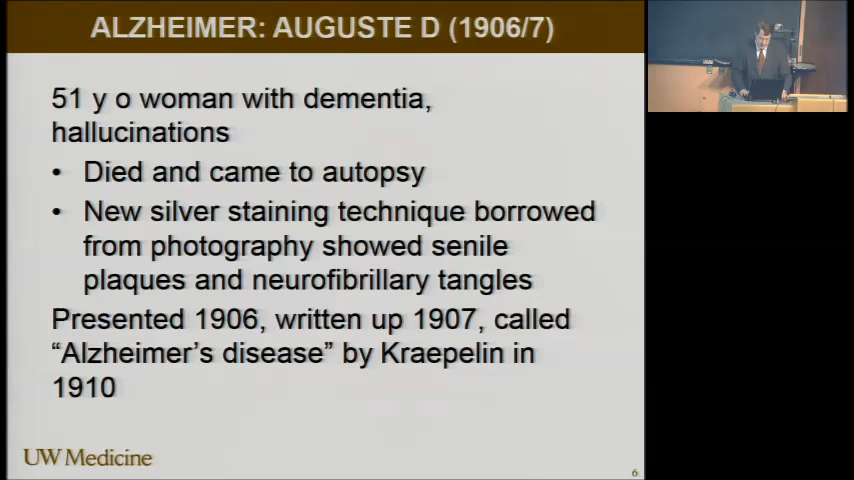 ALZHEIMER: AUGUSTE D (1906/7)
51 y o woman with dementia,
hallucinations
• Died and came to autopsy
• New silver staining technique borrowed
from photography showed senile
plaques and neurofibrillary tangles
Presented 1906, written up 1907, called
“Alzheimer’s disease” by Kraepelin in
1910
UW Medicine
6